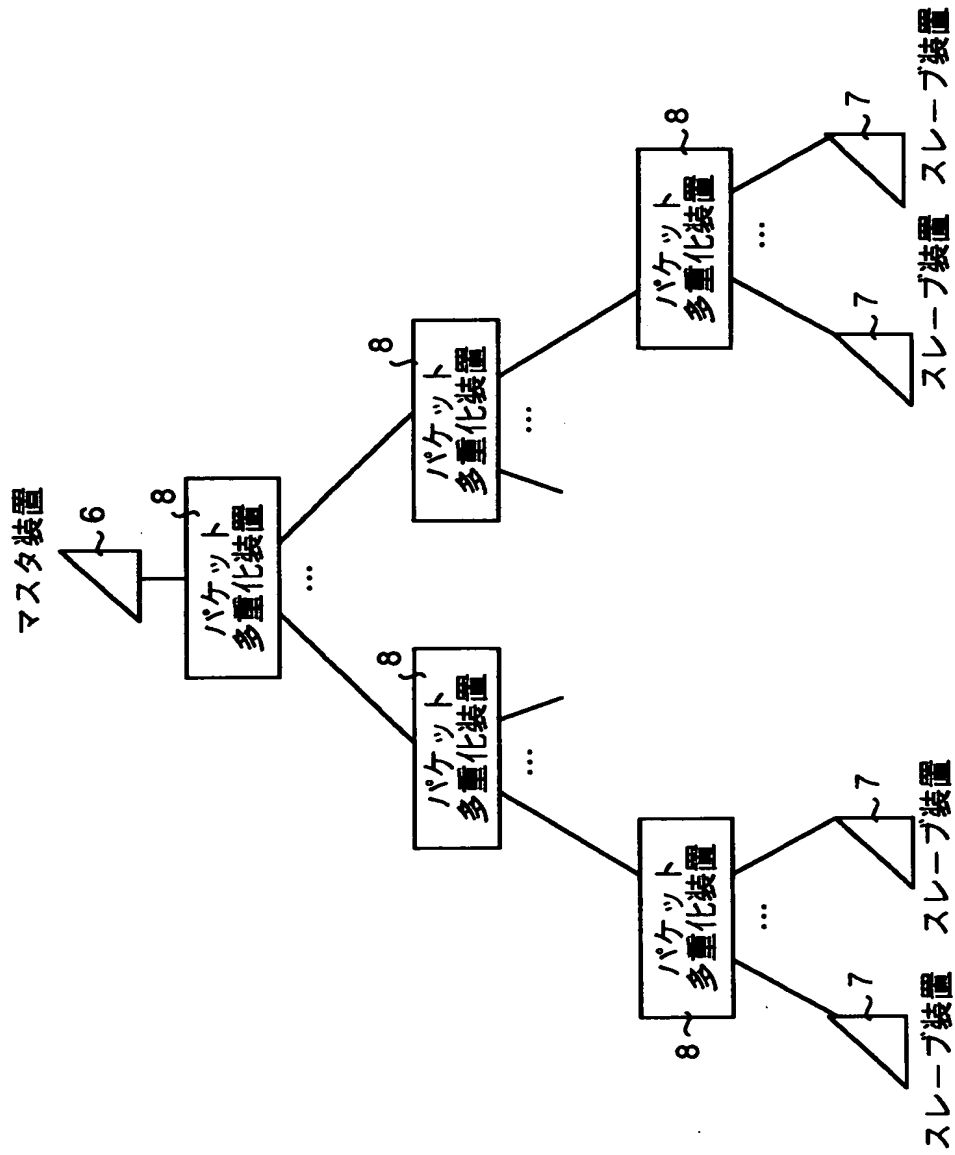 マスタ装置
6
8
パケット
多重化装置
…
8
パケット
多重化装置
…
8
パケット
多重化装置
…
8
パケット
多重化装置
…
8
パケット
多重化装置
…
7
スレーブ装置
7
スレーブ装置
7
スレーブ装置
7
スレーブ装置